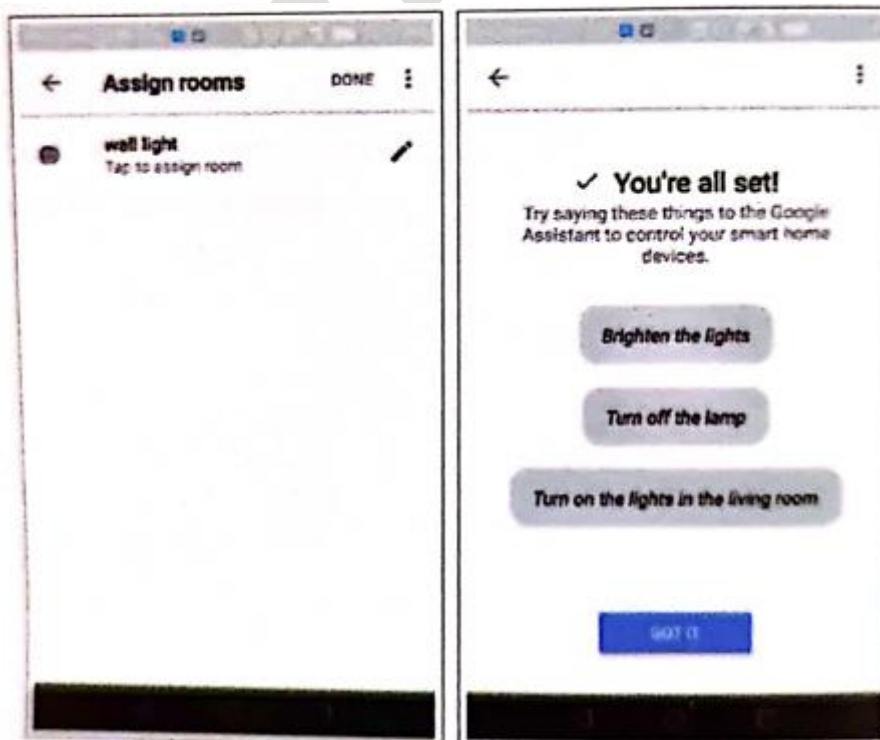 Assign rooms DONE
wall light
Tap to assign room
You're all set!
Try saying these things to the Google
Assistant to control your smart home
devices.
Brighten the lights
Turn off the lamp
Turn on the lights in the living room
GOT IT